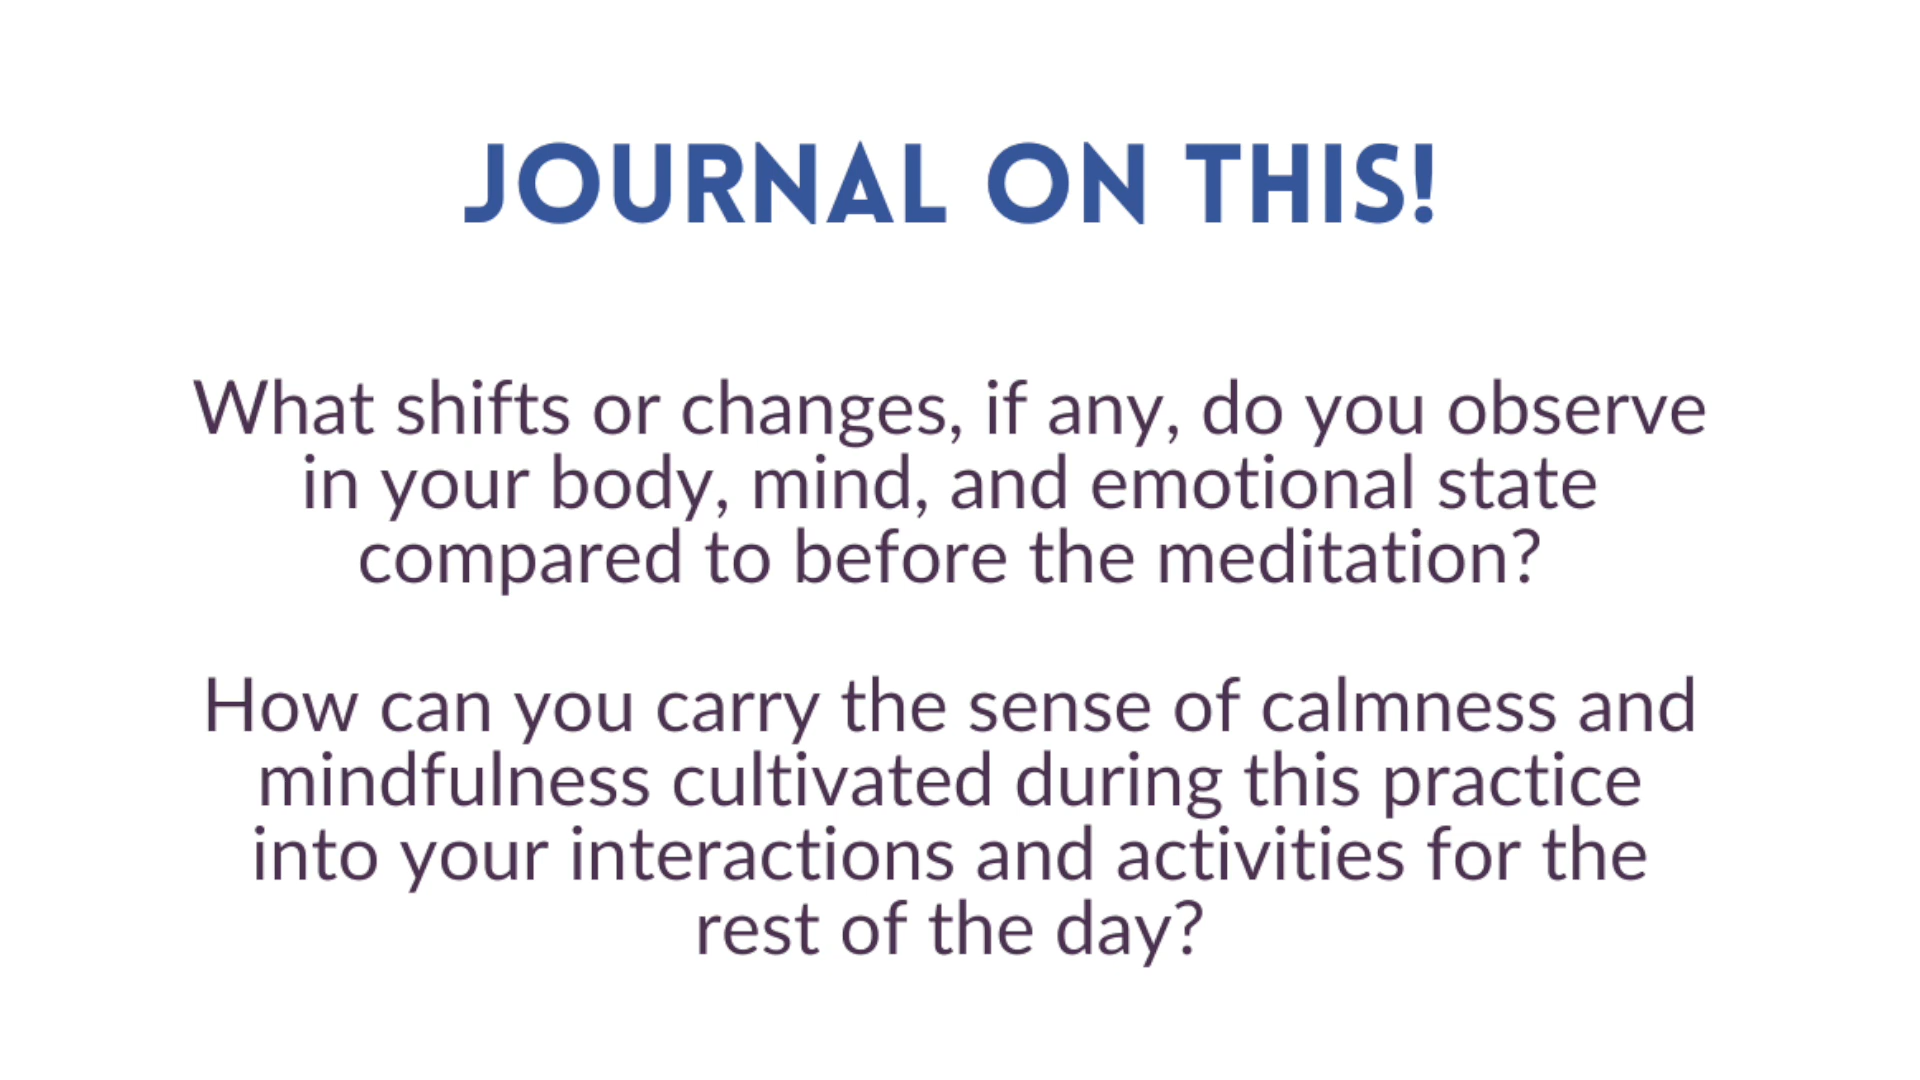 JOURNAL ON THIS!
What shifts or changes, if any, do you observe
in your body, mind, and emotional state
compared to before the meditation?
How can you carry the sense of calmness and
mindfulness cultivated during this practice
into your interactions and activities for the
rest of the day?